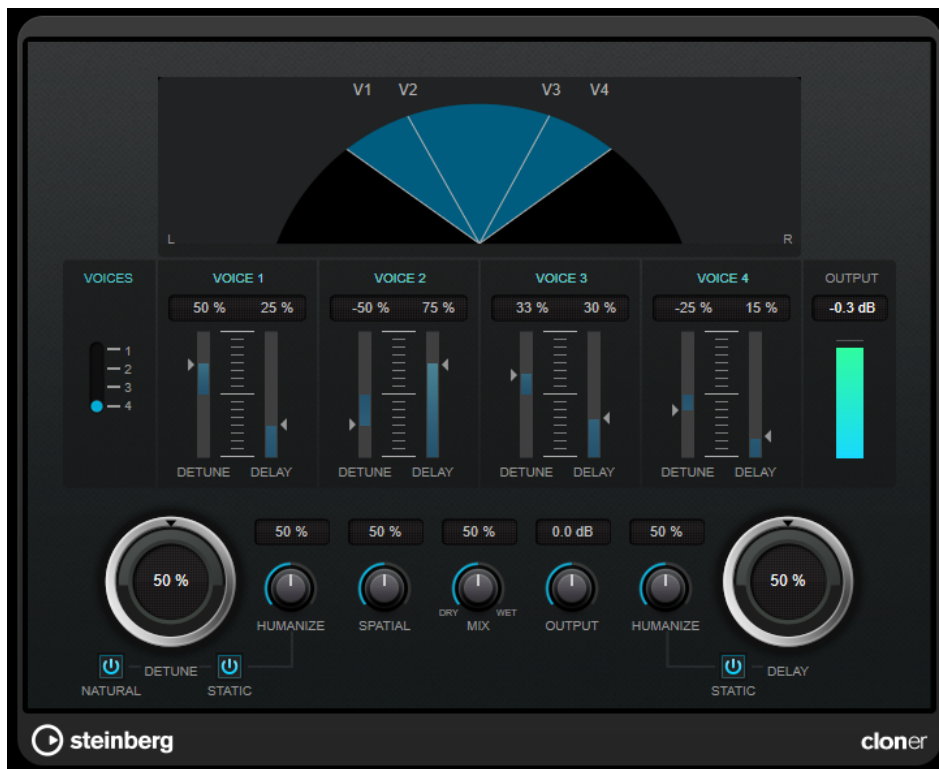 V1 V2 V3 V4
L R
VOICES VOICE 1 VOICE 2 VOICE 3 VOICE 4 OUTPUT
50 % 25 % -50 % 75 % 33 % 30 % -25 % 15 % -0.3 dB
1
2
3
4
DETUNE DELAY DETUNE DELAY DETUNE DELAY DETUNE DELAY
50 % 50 % 50 % 0.0 dB 50 %
50 % 50 %
DRY WET
HUMANIZE SPATIAL MIX OUTPUT HUMANIZE
DETUNE DELAY
NATURAL STATIC STATIC
steinberg cloner